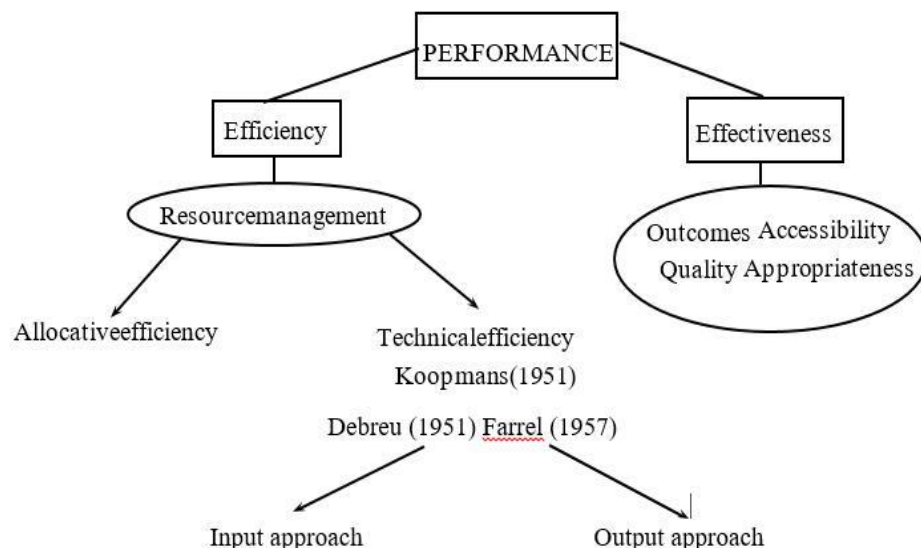 PERFORMANCE
Efficiency
Effectiveness
Resourcemanagement
Outcomes Accessibility
Quality Appropriateness
Allocativeefficiency
Technicalefficiency
Koopmans(1951)
Debreu (1951) Farrel (1957)
Input approach
Output approach